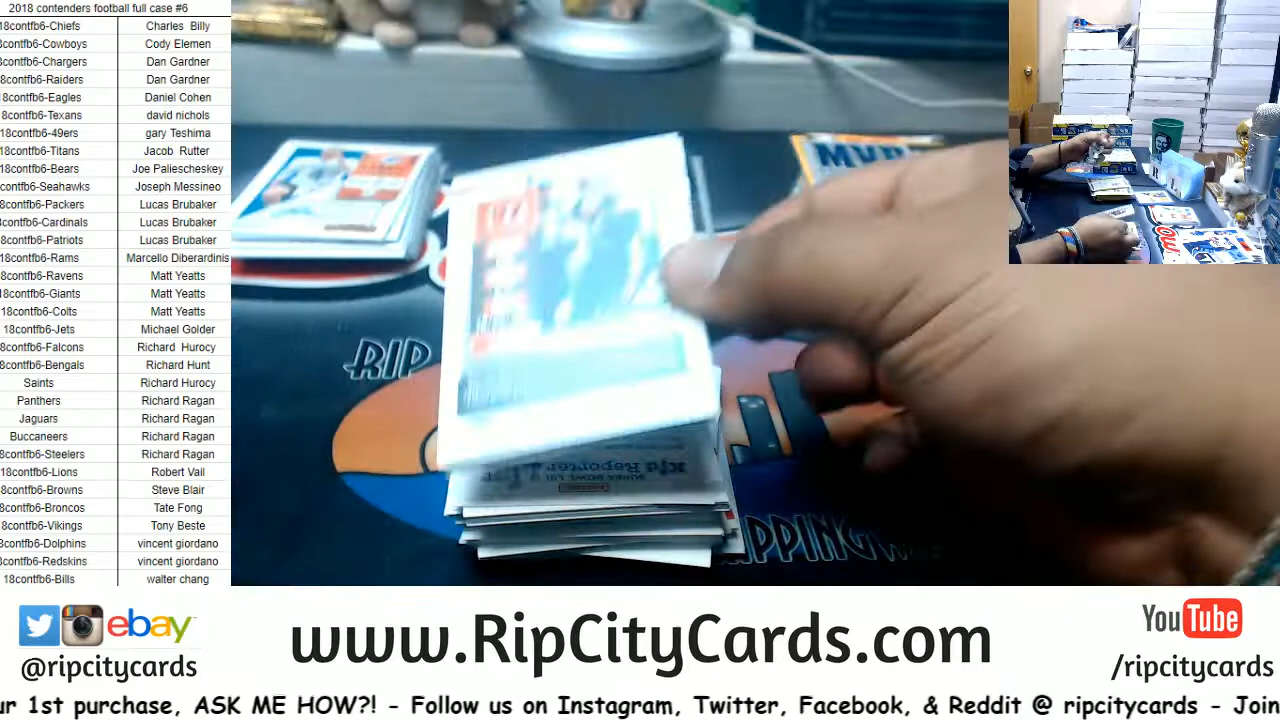 2018 contenders football full case #6
18contfb6-Chiefs Charles Billy
8contfb6-Cowboys Cody Elemen
8contfb6-Chargers Dan Gardner
8contfb6-Raiders Dan Gardner
8contfb6-Eagles Daniel Cohen
8contfb6-Texans david nichols
18contfb6-49ers gary Teshima
18contfb6-Titans Jacob Rutter
18contfb6-Bears Joe Paliescheskey
contfb6-Seahawks Joseph Messineo
8contfb6-Packers Lucas Brubaker
8contfb6-Cardinals Lucas Brubaker
8contfb6-Patriots Lucas Brubaker
18contfb6-Rams Marcello Diberardinis
8contfb6-Ravens Matt Yeatts
8contfb6-Giants Matt Yeatts
18contfb6-Colts Matt Yeatts
18contfb6-Jets Michael Golder
8contfb6-Falcons Richard Hurocy
8contfb6-Bengals Richard Hunt
Saints Richard Hurocy
Panthers Richard Ragan
Jaguars Richard Ragan
Buccaneers Richard Ragan
8contfb6-Steelers Richard Ragan
18contfb6-Lions Robert Vail
8contfb6-Browns Steve Blair
8contfb6-Broncos Tate Fong
8contfb6-Vikings Tony Beste
8contfb6-Dolphins vincent giordano
8contfb6-Redskins vincent giordano
18contfb6-Bills walter chang
MVP
RIP
Kid Reporter
RIPPING
ebay
@ripcitycards
www.RipCityCards.com
YouTube
/ripcitycards
ur 1st purchase, ASK ME HOW?! - Follow us on Instagram, Twitter, Facebook, & Reddit @ ripcitycards - Join